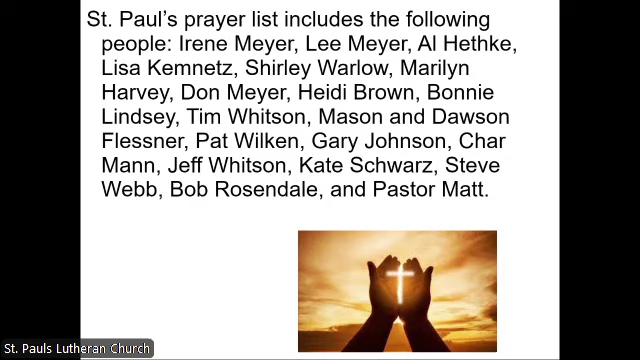 St. Paul’s prayer list includes the following
people: Irene Meyer, Lee Meyer, Al Hethke,
Lisa Kemnetz, Shirley Warlow, Marilyn
Harvey, Don Meyer, Heidi Brown, Bonnie
Lindsey, Tim Whitson, Mason and Dawson
Flessner, Pat Wilken, Gary Johnson, Char
Mann, Jeff Whitson, Kate Schwarz, Steve
Webb, Bob Rosendale, and Pastor Matt.
St. Pauls Lutheran Church